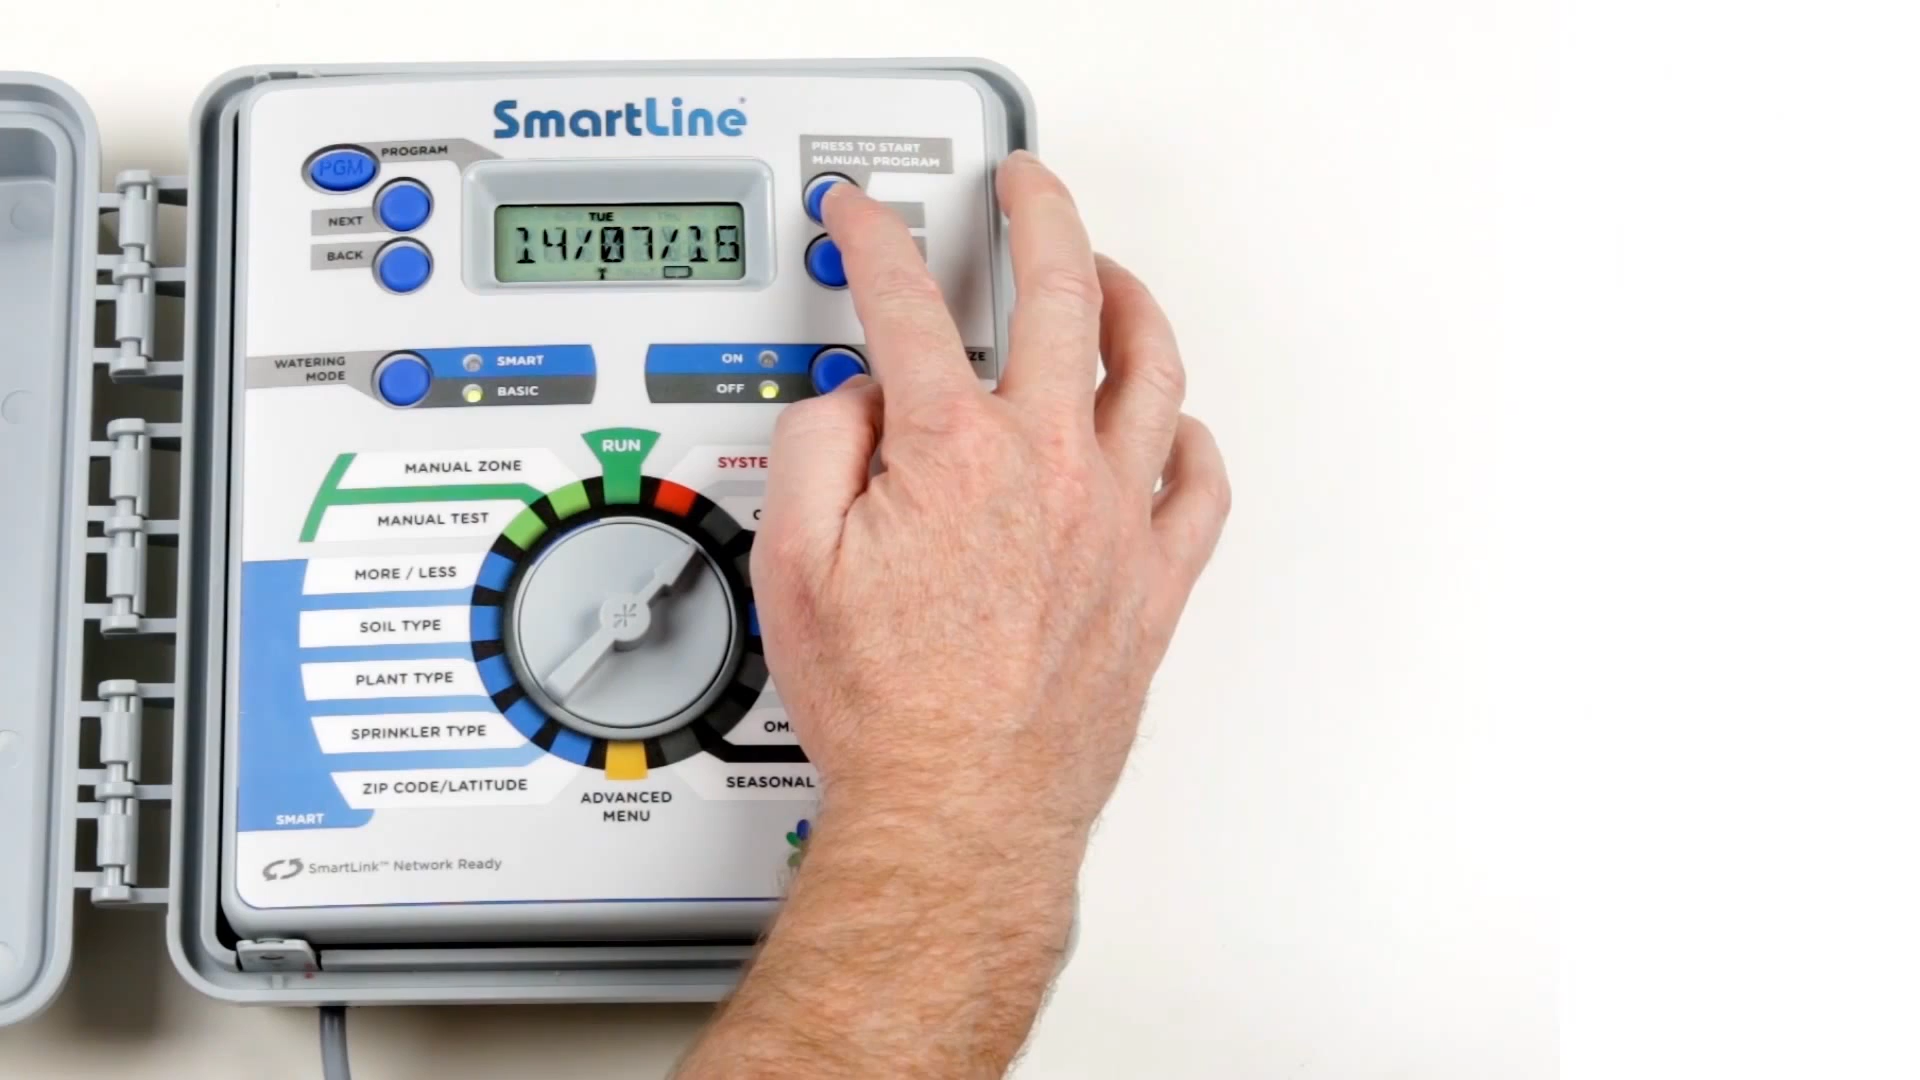 SmartLine
PROGRAM
PGM
PRESS TO START
MANUAL PROGRAM
NEXT
BACK
TUE
14/07/15
WATERING
MODE
SMART
BASIC
ON
OFF
RUN
MANUAL ZONE
MANUAL TEST
MORE / LESS
SOIL TYPE
PLANT TYPE
SPRINKLER TYPE
ZIP CODE/LATITUDE
SMART
ADVANCED
MENU
SEASONAL
SmartLink™ Network Ready